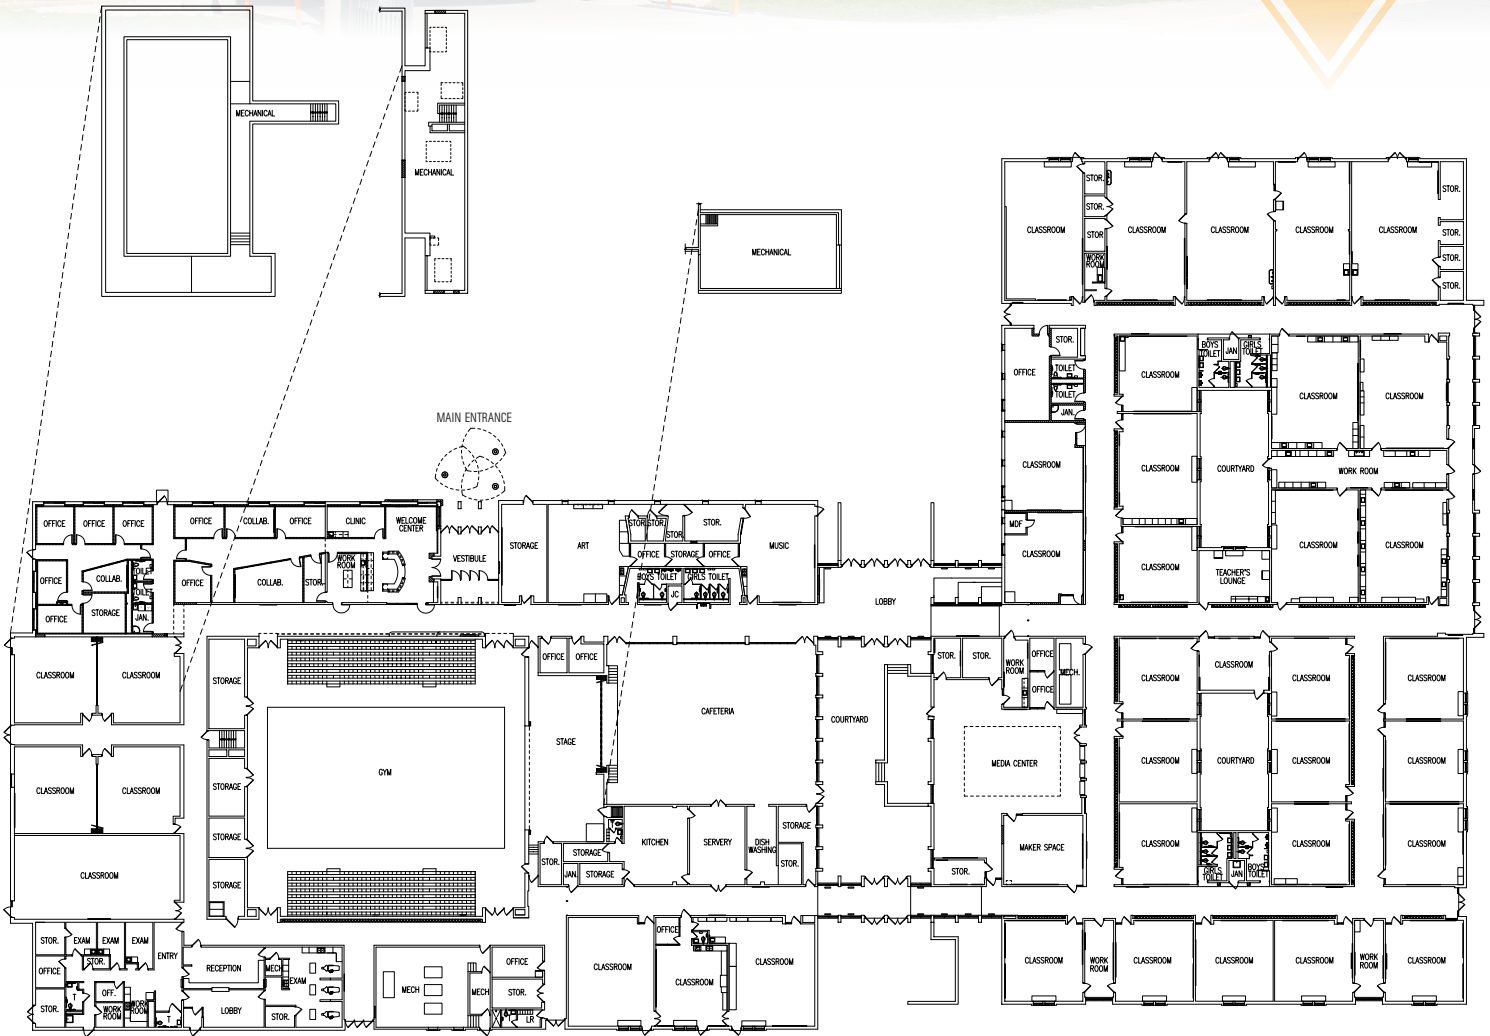 MECHANICAL
MECHANICAL
MECHANICAL
MAIN ENTRANCE
CLASSROOM
STOR.
STOR.
STOR
WORK
ROOM
CLASSROOM
CLASSROOM
CLASSROOM
CLASSROOM
STOR.
STOR.
STOR.
STOR.
OFFICE
STOR.
TOILET
TOILET
JAN.
CLASSROOM
MDF
CLASSROOM
CLASSROOM
BOYS
TOILET
JAN
GIRLS
TOILET
CLASSROOM
CLASSROOM
CLASSROOM
COURTYARD
WORK ROOM
CLASSROOM
TEACHER'S
LOUNGE
CLASSROOM
CLASSROOM
OFFICE
OFFICE
OFFICE
OFFICE
COLLAB.
OFFICE
CLINIC
WELCOME
CENTER
VESTIBULE
OFFICE
COLLAB.
STORAGE
OFFICE
TOILET
TOILET
JAN.
OFFICE
COLLAB.
STOR.
WORK
ROOM
STORAGE
ART
STOR.
STOR.
STOR.
STOR.
OFFICE
STORAGE
OFFICE
BOYS TOILET
GIRLS TOILET
JC
MUSIC
LOBBY
CLASSROOM
CLASSROOM
CLASSROOM
CLASSROOM
CLASSROOM
STORAGE
STORAGE
STORAGE
STORAGE
GYM
STAGE
OFFICE
OFFICE
CAFETERIA
COURTYARD
STOR.
STOR.
WORK
ROOM
OFFICE
OFFICE
MECH.
MEDIA CENTER
MAKER SPACE
STOR.
KITCHEN
SERVERY
DISH
WASHING
STORAGE
STOR.
STOR.
STORAGE
JAN.
STORAGE
CLASSROOM
CLASSROOM
CLASSROOM
CLASSROOM
COURTYARD
CLASSROOM
CLASSROOM
CLASSROOM
CLASSROOM
GIRLS
TOILET
JAN
BOYS
TOILET
CLASSROOM
CLASSROOM
CLASSROOM
STOR.
EXAM
EXAM
EXAM
STOR.
OFFICE
STOR.
T
OFF.
WORK
ROOM
WORK
ROOM
T
ENTRY
RECEPTION
LOBBY
MECH
EXAM
STOR.
MECH
MECH
OFFICE
STOR.
LR
CLASSROOM
OFFICE
CLASSROOM
CLASSROOM
CLASSROOM
WORK
ROOM
CLASSROOM
CLASSROOM
CLASSROOM
WORK
ROOM
CLASSROOM